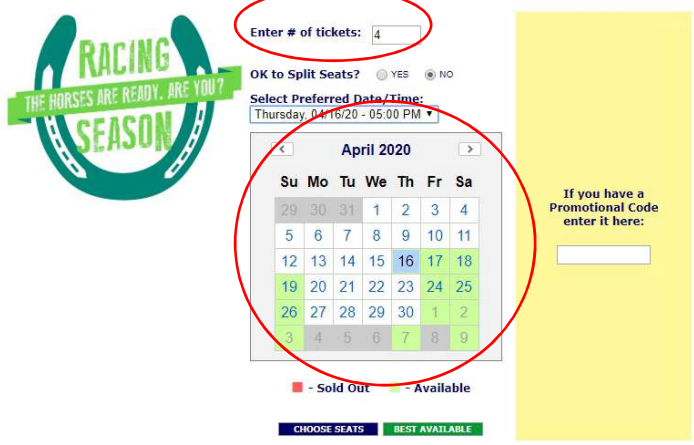 RACING
THE HORSES ARE READY. ARE YOU?
SEASON
Enter # of tickets: 4
OK to Split Seats? YES NO
Select Preferred Date/Time:
Thursday, 04/16/20 - 05:00 PM
April 2020
Su Mo Tu We Th Fr Sa
29 30 31 1 2 3 4
5 6 7 8 9 10 11
12 13 14 15 16 17 18
19 20 21 22 23 24 25
26 27 28 29 30 1 2
3 4 5 6 7 8 9
- Sold Out - Available
CHOOSE SEATS BEST AVAILABLE
If you have a
Promotional Code
enter it here: